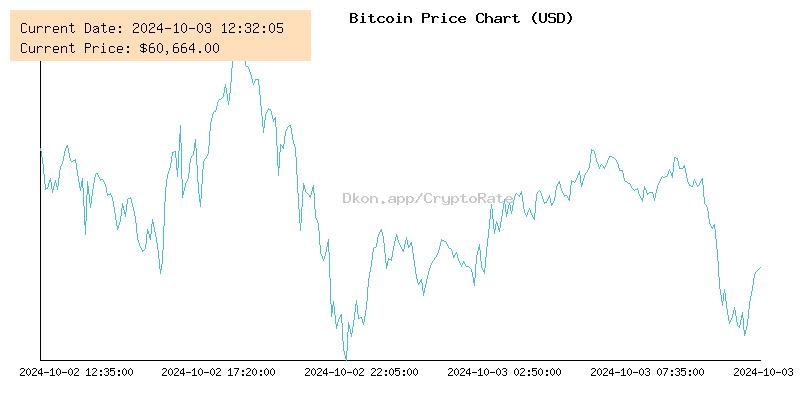 Bitcoin Price Chart (USD)
Current Date: 2024-10-03 12:32:05
Current Price: $60,664.00
Dkon.app/CryptoRate
2024-10-02 12:35:00 2024-10-02 17:20:00 2024-10-02 22:05:00 2024-10-03 02:50:00 2024-10-03 07:35:00 2024-10-03